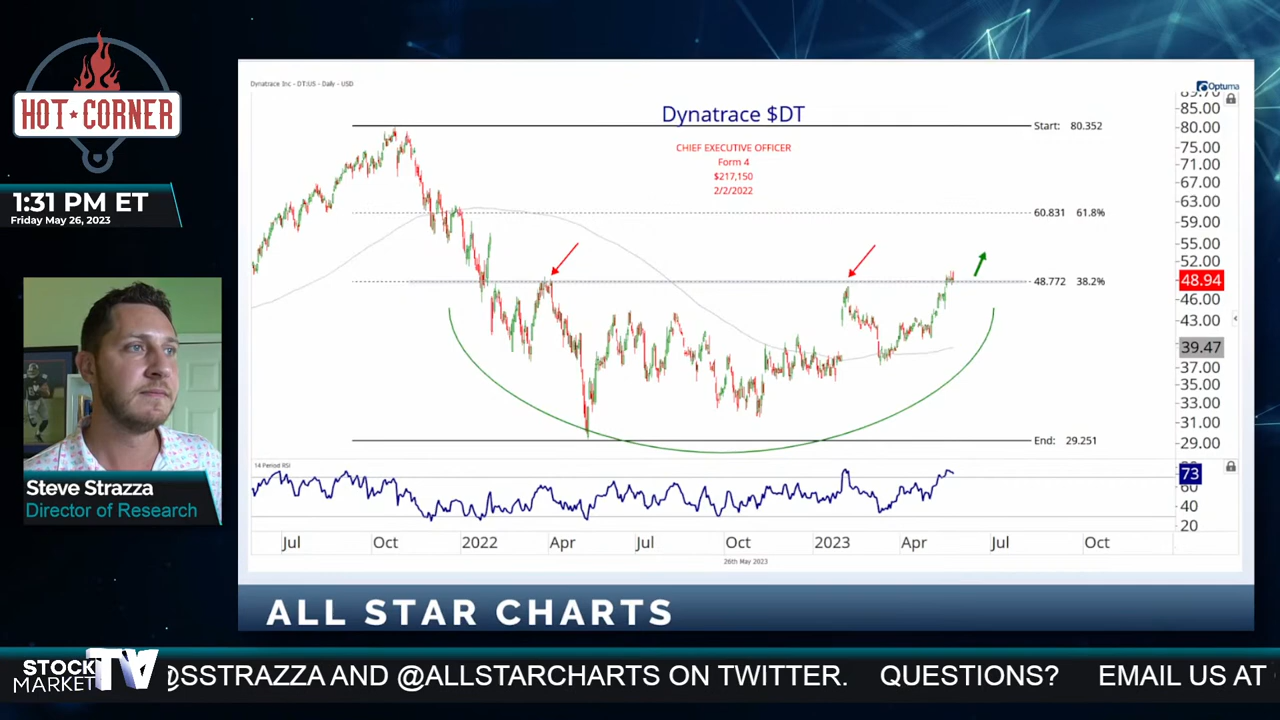 HOT★CORNER
1:31 PM ET
Friday May 26, 2023
Steve Strazza
Director of Research
Dynatrace Inc - DT:US - Daily - USD
Optuma
Dynatrace $DT
CHIEF EXECUTIVE OFFICER
Form 4
$217,150
2/2/2022
Start: 80.352
60.831 61.8%
48.772 38.2%
End: 29.251
89.70
85.00
80.00
75.00
71.00
67.00
63.00
59.00
55.00
52.00
48.94
46.00
43.00
39.47
37.00
35.00
33.00
31.00
29.00
14 Period RSI
73
60
40
20
Jul Oct 2022 Apr Jul Oct 2023 Apr Jul Oct
26th May 2023
ALL STAR CHARTS
STOCK
MARKET
TV
@SSTRAZZA AND @ALLSTARCHARTS ON TWITTER. QUESTIONS? EMAIL US AT